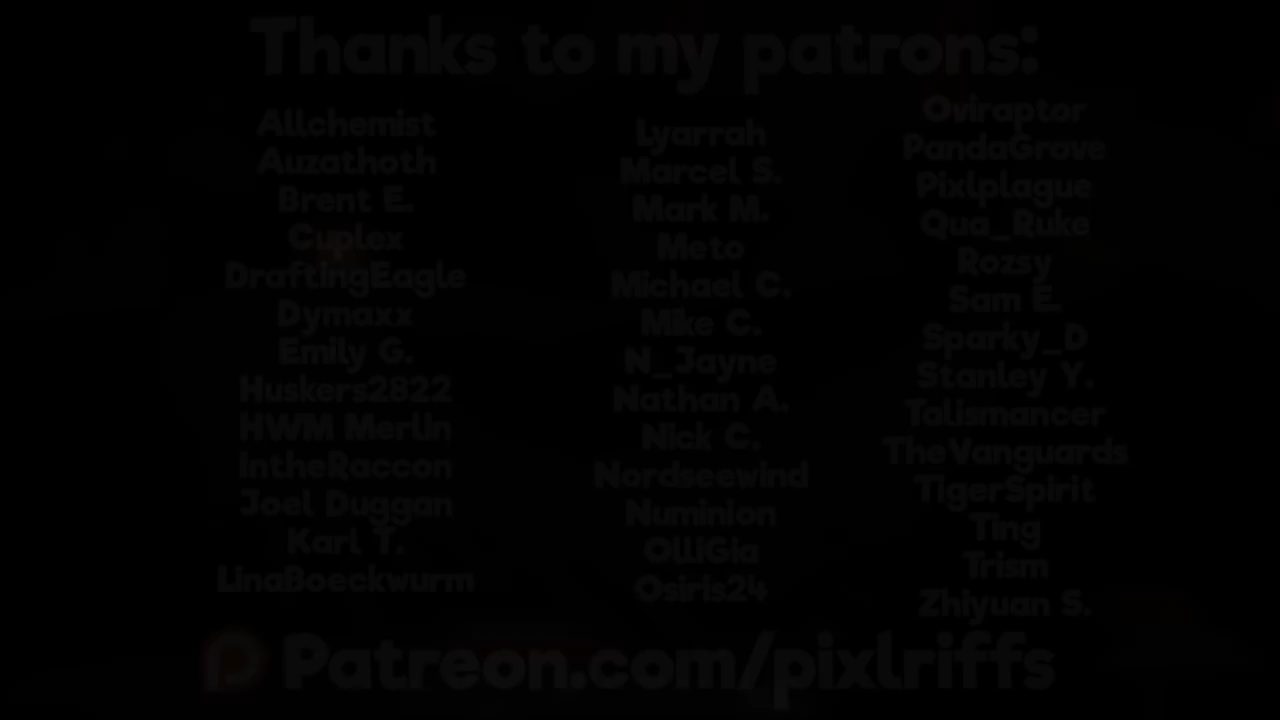 Thanks to my patrons:
Allchemist
Auzathoth
Brent E.
Cuplex
DraftingEagle
Dymaxx
Emily G.
Huskers2822
HWM Merlin
IntheRaccon
Joel Duggan
Karl T.
LinaBoeckwurm
Lyarrah
Marcel S.
Mark M.
Meto
Michael C.
Mike C.
N_Jayne
Nathan A.
Nick C.
Nordseewind
Numinion
OlliGia
Osiris24
Oviraptor
PandaGrove
Pixlplague
Qua_Ruke
Rozsy
Sam E.
Sparky_D
Stanley Y.
Talismancer
TheVanguards
TigerSpirit
Ting
Trism
Zhiyuan S.
Patreon.com/pixlriffs